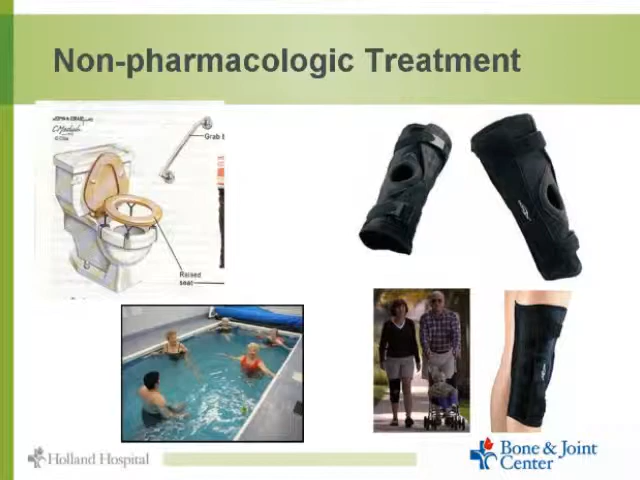 Non-pharmacologic Treatment
Grab b
Raised
seat
Holland Hospital
Bone & Joint
Center